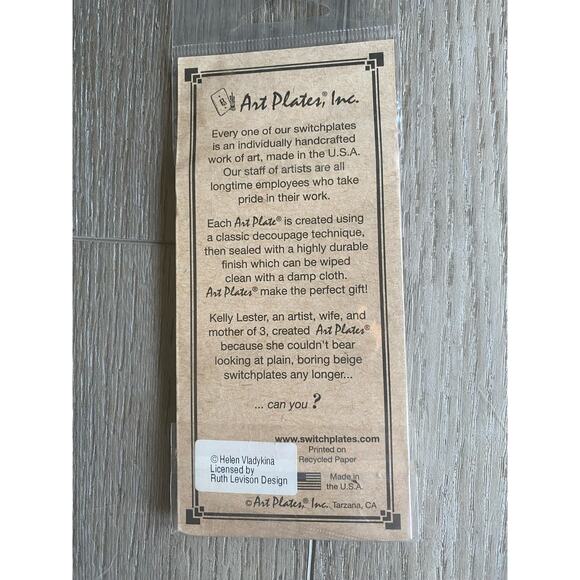 Art Plates,® Inc.
Every one of our switchplates
is an individually handcrafted
work of art, made in the U.S.A.
Our staff of artists are all
longtime employees who take
pride in their work.
Each Art Plate® is created using
a classic decoupage technique,
then sealed with a highly durable
finish which can be wiped
clean with a damp cloth.
Art Plates® make the perfect gift!
Kelly Lester, an artist, wife, and
mother of 3, created Art Plates®
because she couldn't bear
looking at plain, boring beige
switchplates any longer...
... can you?
www.switchplates.com
Printed on
Recycled Paper
© Helen Vladykina
Licensed by
Ruth Levison Design
Made in
the U.S.A.
© Art Plates,® Inc. Tarzana, CA